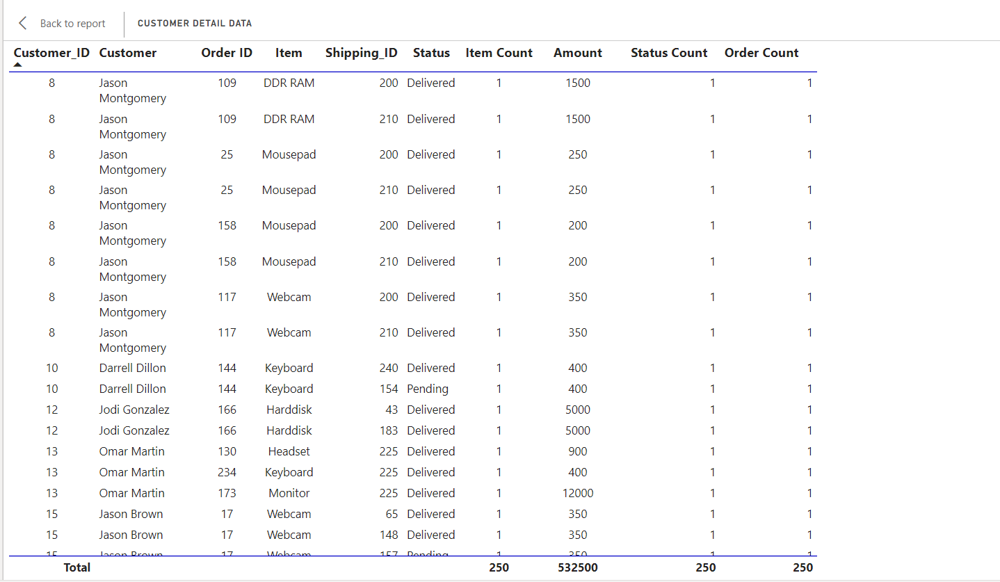 Back to report CUSTOMER DETAIL DATA
Customer_ID Customer Order ID Item Shipping_ID Status Item Count Amount Status Count Order Count
8 Jason Montgomery 109 DDR RAM 200 Delivered 1 1500 1 1
8 Jason Montgomery 109 DDR RAM 210 Delivered 1 1500 1 1
8 Jason Montgomery 25 Mousepad 200 Delivered 1 250 1 1
8 Jason Montgomery 25 Mousepad 210 Delivered 1 250 1 1
8 Jason Montgomery 158 Mousepad 200 Delivered 1 200 1 1
8 Jason Montgomery 158 Mousepad 210 Delivered 1 200 1 1
8 Jason Montgomery 117 Webcam 200 Delivered 1 350 1 1
8 Jason Montgomery 117 Webcam 210 Delivered 1 350 1 1
10 Darrell Dillon 144 Keyboard 240 Delivered 1 400 1 1
10 Darrell Dillon 144 Keyboard 154 Pending 1 400 1 1
12 Jodi Gonzalez 166 Harddisk 43 Delivered 1 5000 1 1
12 Jodi Gonzalez 166 Harddisk 183 Delivered 1 5000 1 1
13 Omar Martin 130 Headset 225 Delivered 1 900 1 1
13 Omar Martin 234 Keyboard 225 Delivered 1 400 1 1
13 Omar Martin 173 Monitor 225 Delivered 1 12000 1 1
15 Jason Brown 17 Webcam 65 Delivered 1 350 1 1
15 Jason Brown 17 Webcam 148 Delivered 1 350 1 1
15 Jason Brown 17 Webcam 157 Pending 1 350 1 1
Total 250 532500 250 250